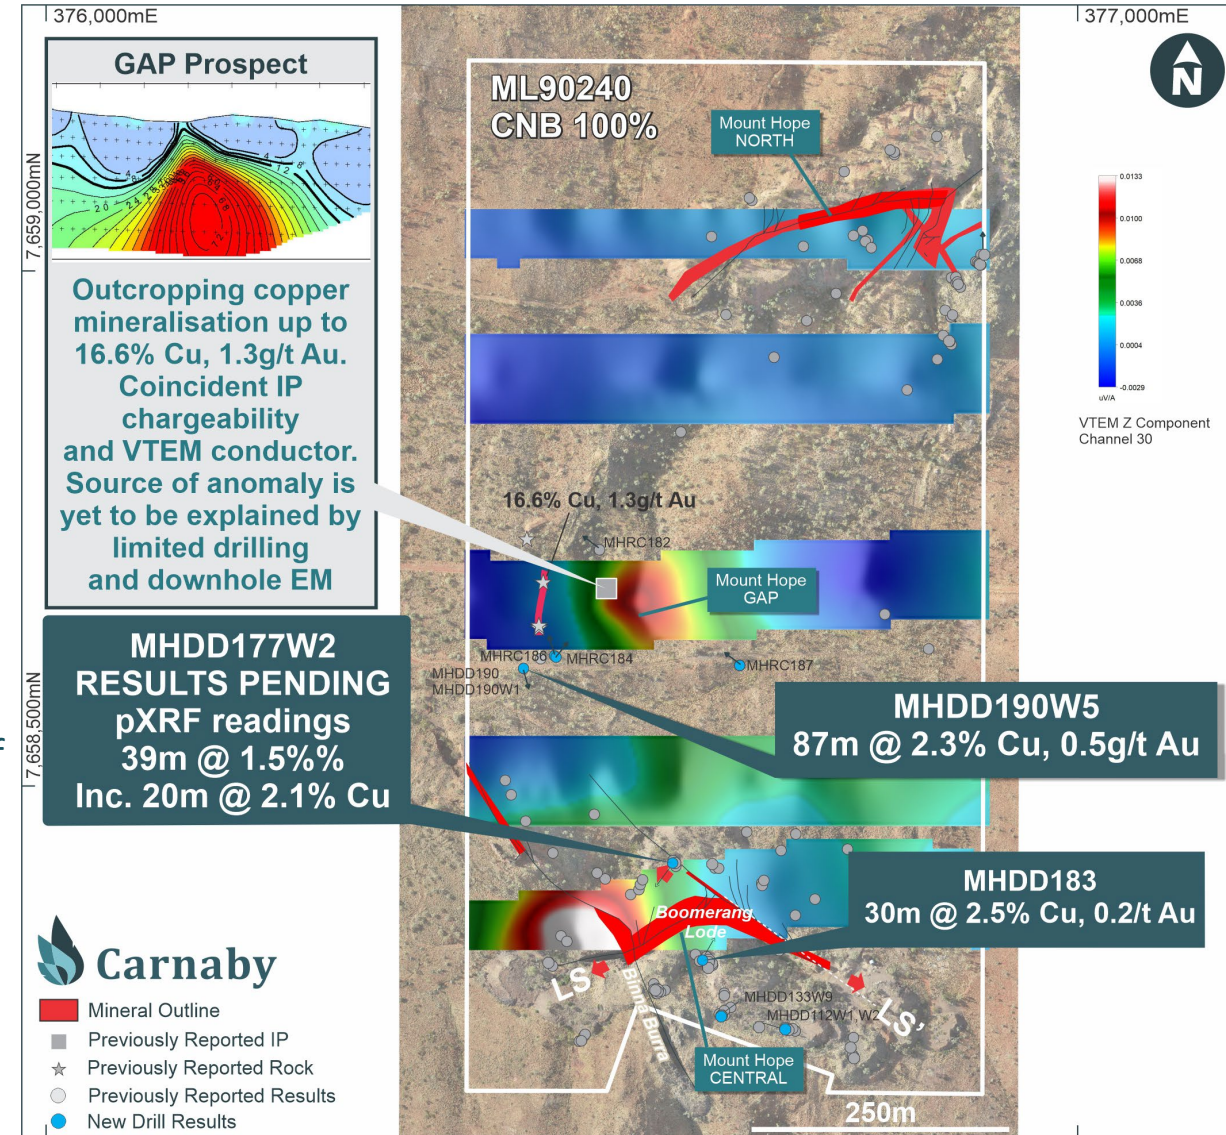 376,000mE
377,000mE
GAP Prospect
N
ML90240
CNB 100%
Mount Hope
NORTH
7,659,000mN
0.0133
0.0100
0.0068
0.0036
0.0004
-0.0029
uV/A
VTEM Z Component
Channel 30
Outcropping copper
mineralisation up to
16.6% Cu, 1.3g/t Au.
Coincident IP
chargeability
and VTEM conductor.
Source of anomaly is
yet to be explained by
limited drilling
and downhole EM
16.6% Cu, 1.3g/t Au
MHRC182
Mount Hope
GAP
MHRC186
MHRC184
MHRC187
MHDD190
MHDD190W1
7,658,500mN
MHDD177W2
RESULTS PENDING
pXRF readings
39m @ 1.5%%
Inc. 20m @ 2.1% Cu
MHDD190W5
87m @ 2.3% Cu, 0.5g/t Au
MHDD183
30m @ 2.5% Cu, 0.2/t Au
Boomerang
Lode
LS
Binna Burra
LS'
MHDD133W9
MHDD112W1,W2
Mount Hope
CENTRAL
250m
Carnaby
Mineral Outline
Previously Reported IP
Previously Reported Rock
Previously Reported Results
New Drill Results